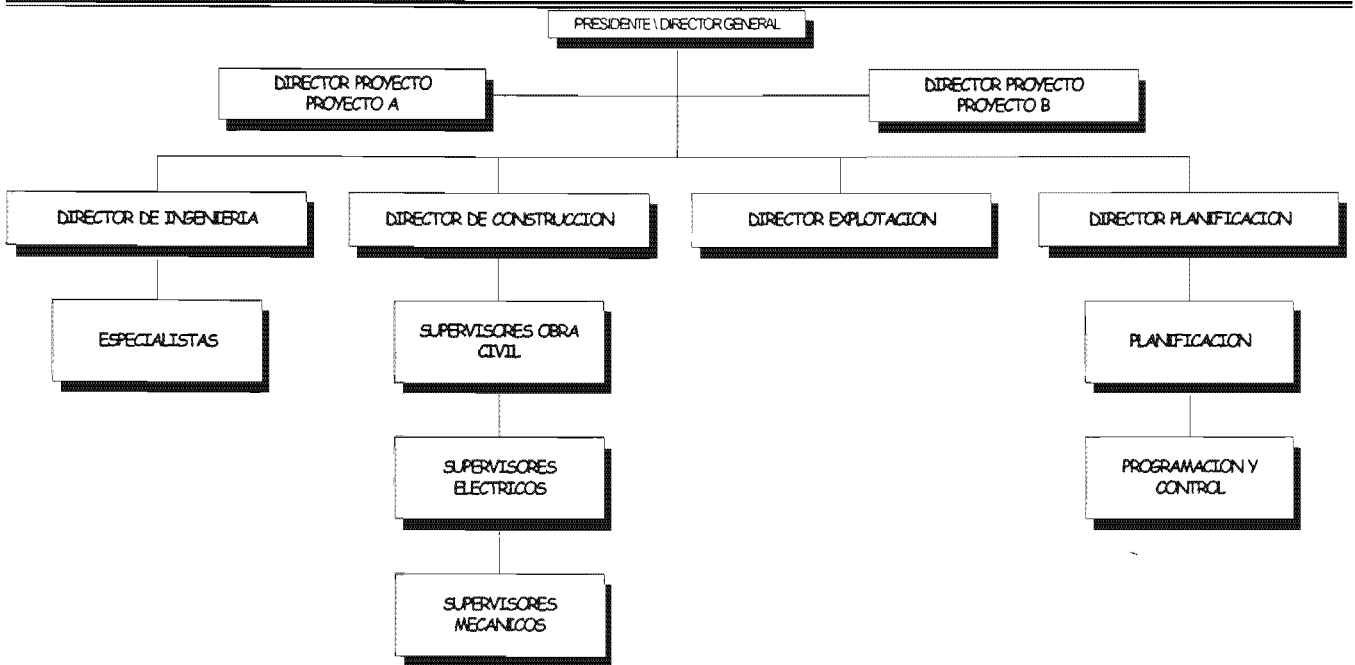 PRESIDENTE \ DIRECTOR GENERAL
DIRECTOR PROYECTO
PROYECTO A
DIRECTOR PROYECTO
PROYECTO B
DIRECTOR DE INGENIERIA
DIRECTOR DE CONSTRUCCION
DIRECTOR EXPLOTACION
DIRECTOR PLANIFICACION
ESPECIALISTAS
SUPERVISORES OBRA
CIVIL
PLANIFICACION
SUPERVISORES
ELECTRICOS
PROGRAMACION Y
CONTROL
SUPERVISORES
MECANICOS